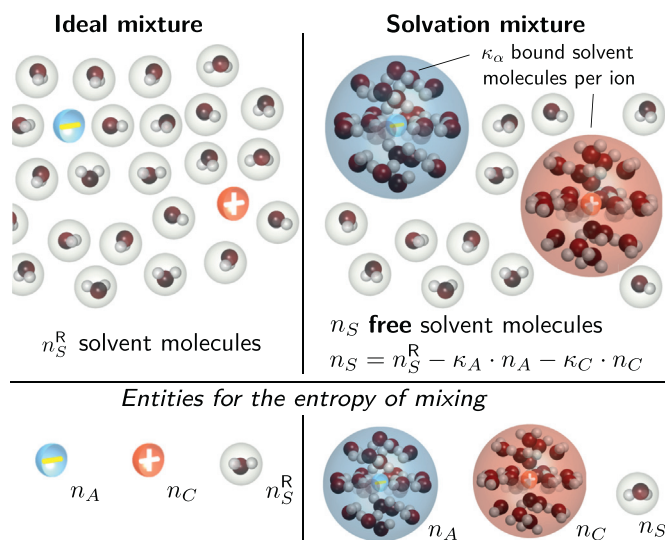 Ideal mixture
Solvation mixture
κα bound solvent
molecules per ion
n_S^R solvent molecules
n_S free solvent molecules
n_S = n_S^R − κ_A · n_A − κ_C · n_C
Entities for the entropy of mixing
n_A
n_C
n_S^R
n_A
n_C
n_S